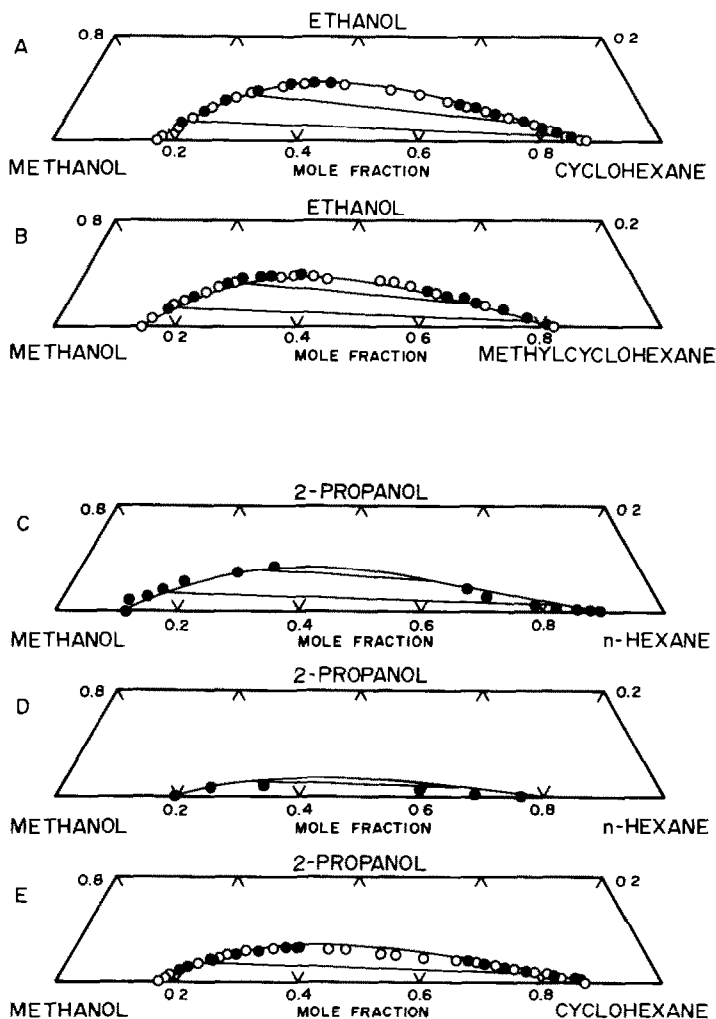 A
ETHANOL
0.8 0.2
0.2 0.4 0.6 0.8
METHANOL MOLE FRACTION CYCLOHEXANE
B
ETHANOL
0 8 0.2
0 2 0.4 0 6 0.8
METHANOL MOLE FRACTION METHYLCYCLOHEXANE
C
2-PROPANOL
0.8 0 2
0.2 0.4 0.6 0.8
METHANOL MOLE FRACTION n-HEXANE
D
2-PROPANOL
0.8 0.2
0.2 0.4 0.6 0.8
METHANOL MOLE FRACTION n-HEXANE
E
2-PROPANOL
0.8 0 2
0.2 0.4 0.6 0.8
METHANOL MOLE FRACTION CYCLOHEXANE